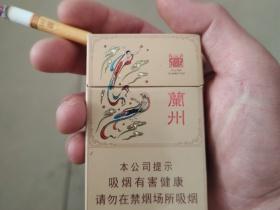 蘭州
本公司提示
吸烟有害健康
请勿在禁烟场所吸烟